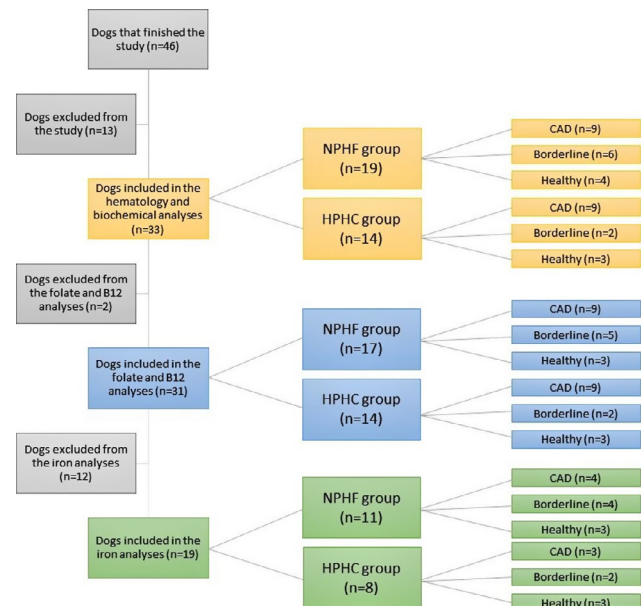 Dogs that finished the
study (n=46)
Dogs excluded from
the study (n=13)
Dogs included in the
hematology and
biochemical analyses
(n=33)
NPHF group
(n=19)
CAD (n=9)
Borderline (n=6)
Healthy (n=4)
HPHC group
(n=14)
CAD (n=9)
Borderline (n=2)
Healthy (n=3)
Dogs excluded from
the folate and B12
analyses (n=2)
Dogs included in the
folate and B12
analyses (n=31)
NPHF group
(n=17)
CAD (n=9)
Borderline (n=5)
Healthy (n=3)
HPHC group
(n=14)
CAD (n=9)
Borderline (n=2)
Healthy (n=3)
Dogs excluded from
the iron analyses
(n=12)
Dogs included in the
iron analyses (n=19)
NPHF group
(n=11)
CAD (n=4)
Borderline (n=4)
Healthy (n=3)
HPHC group
(n=8)
CAD (n=3)
Borderline (n=2)
Healthy (n=3)